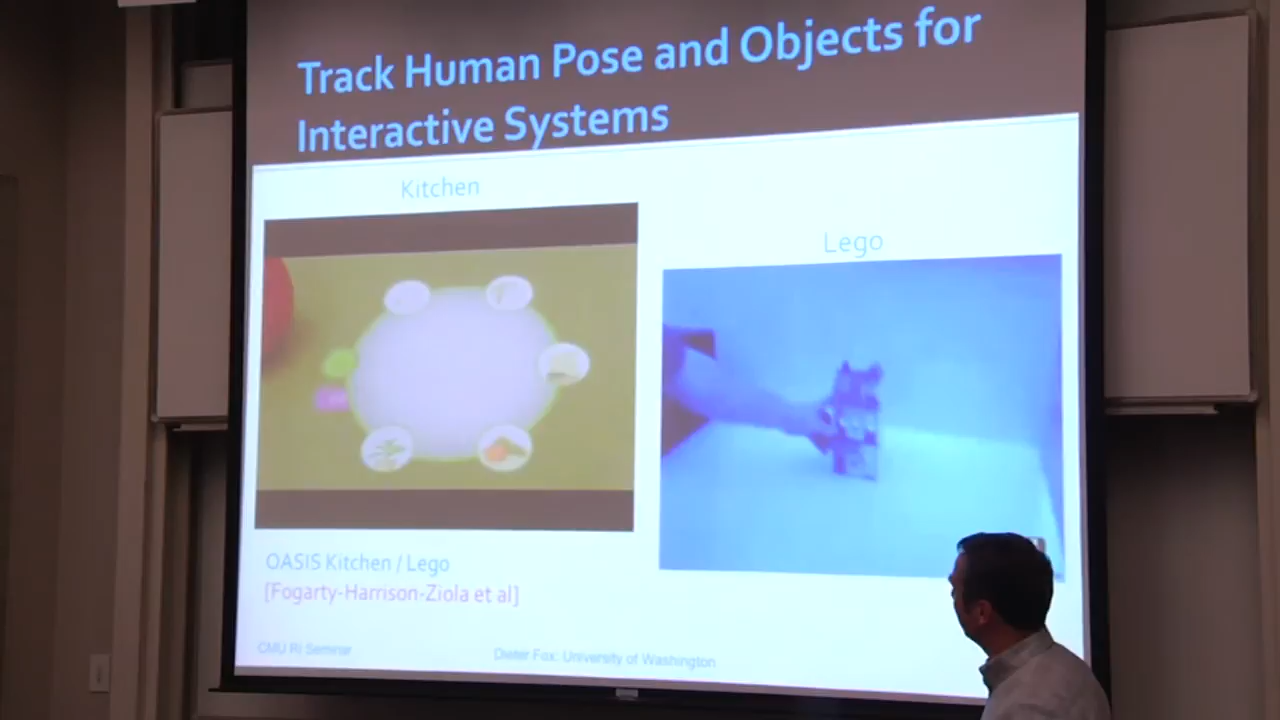 Track Human Pose and Objects for
Interactive Systems
Kitchen
Lego
OASIS Kitchen / Lego
[Fogarty-Harrison-Ziola et al]
CMU RI Seminar
Dieter Fox: University of Washington